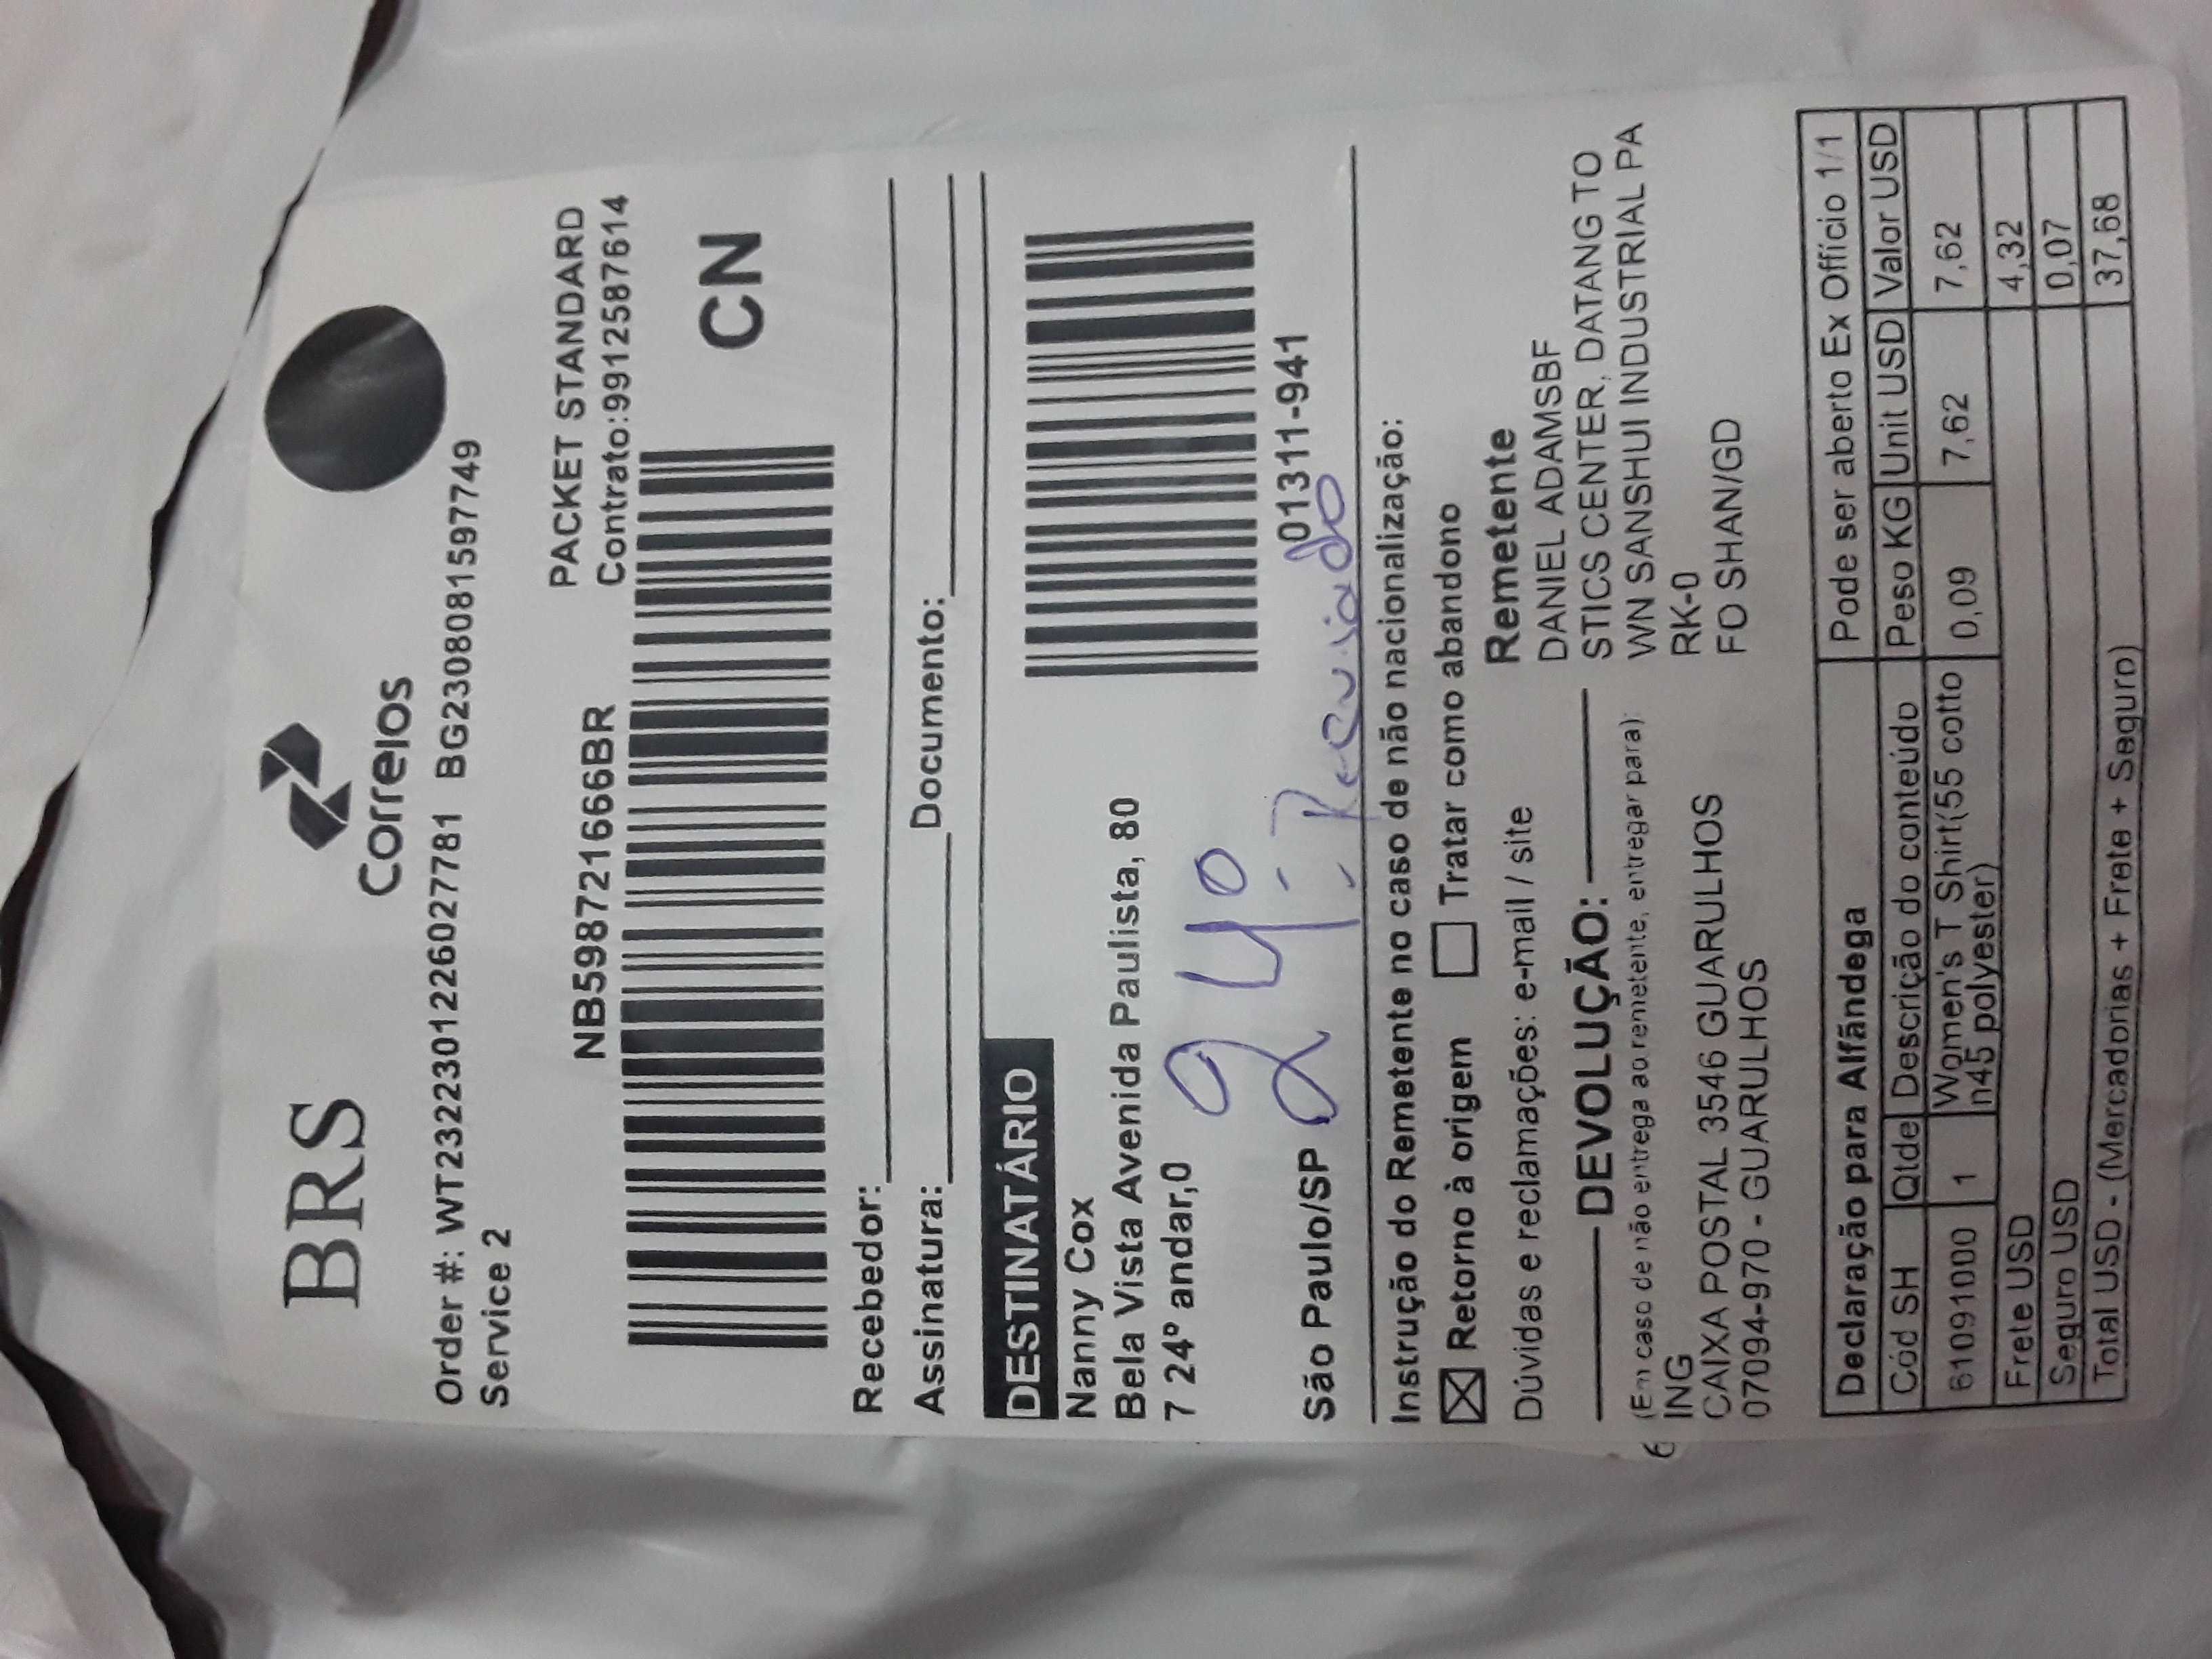 BRS
Correios
Order #: WT2322301226027781 BG2308081597749
Service 2
PACKET STANDARD
NB598721666BR
Contrato:9912587614
CN
Recebedor:
Assinatura: Documento:
DESTINATÁRIO
Nanny Cox
Bela Vista Avenida Paulista, 80
7 24º andar,0
24º
01311-941
São Paulo/SP
- Recusado
Instrução do Remetente no caso de não nacionalização:
Retorno à origem Tratar como abandono
Dúvidas e reclamações: e-mail / site
DEVOLUÇÃO:
(Em caso de não entrega ao remetente, entregar para):
ING
CAIXA POSTAL 3546 GUARULHOS
07094-970 - GUARULHOS
Remetente
DANIEL ADAMSBF
STICS CENTER, DATANG TO
WN SANSHUI INDUSTRIAL PA
RK-0
FO SHAN/GD
6
Declaração para Alfândega Pode ser aberto Ex Offício 1/1
Cód SH Qtde Descrição do conteúdo Peso KG Unit USD Valor USD
61091000 1 Women's T Shirt(55 cotto 0,09 7,62 7,62
n45 polyester)
Frete USD 4,32
Seguro USD 0,07
Total USD - (Mercadorias + Frete + Seguro) 37,68